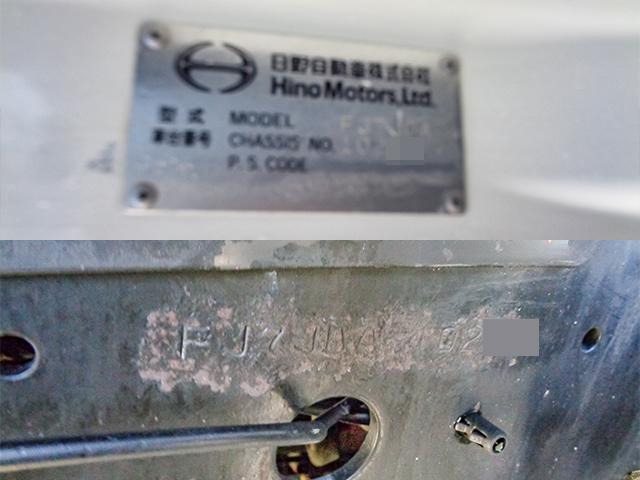 日野自動車株式会社
Hino Motors, Ltd.
型式 MODEL
車台番号 CHASSIS NO.
P. S. CODE
FJ7JDA